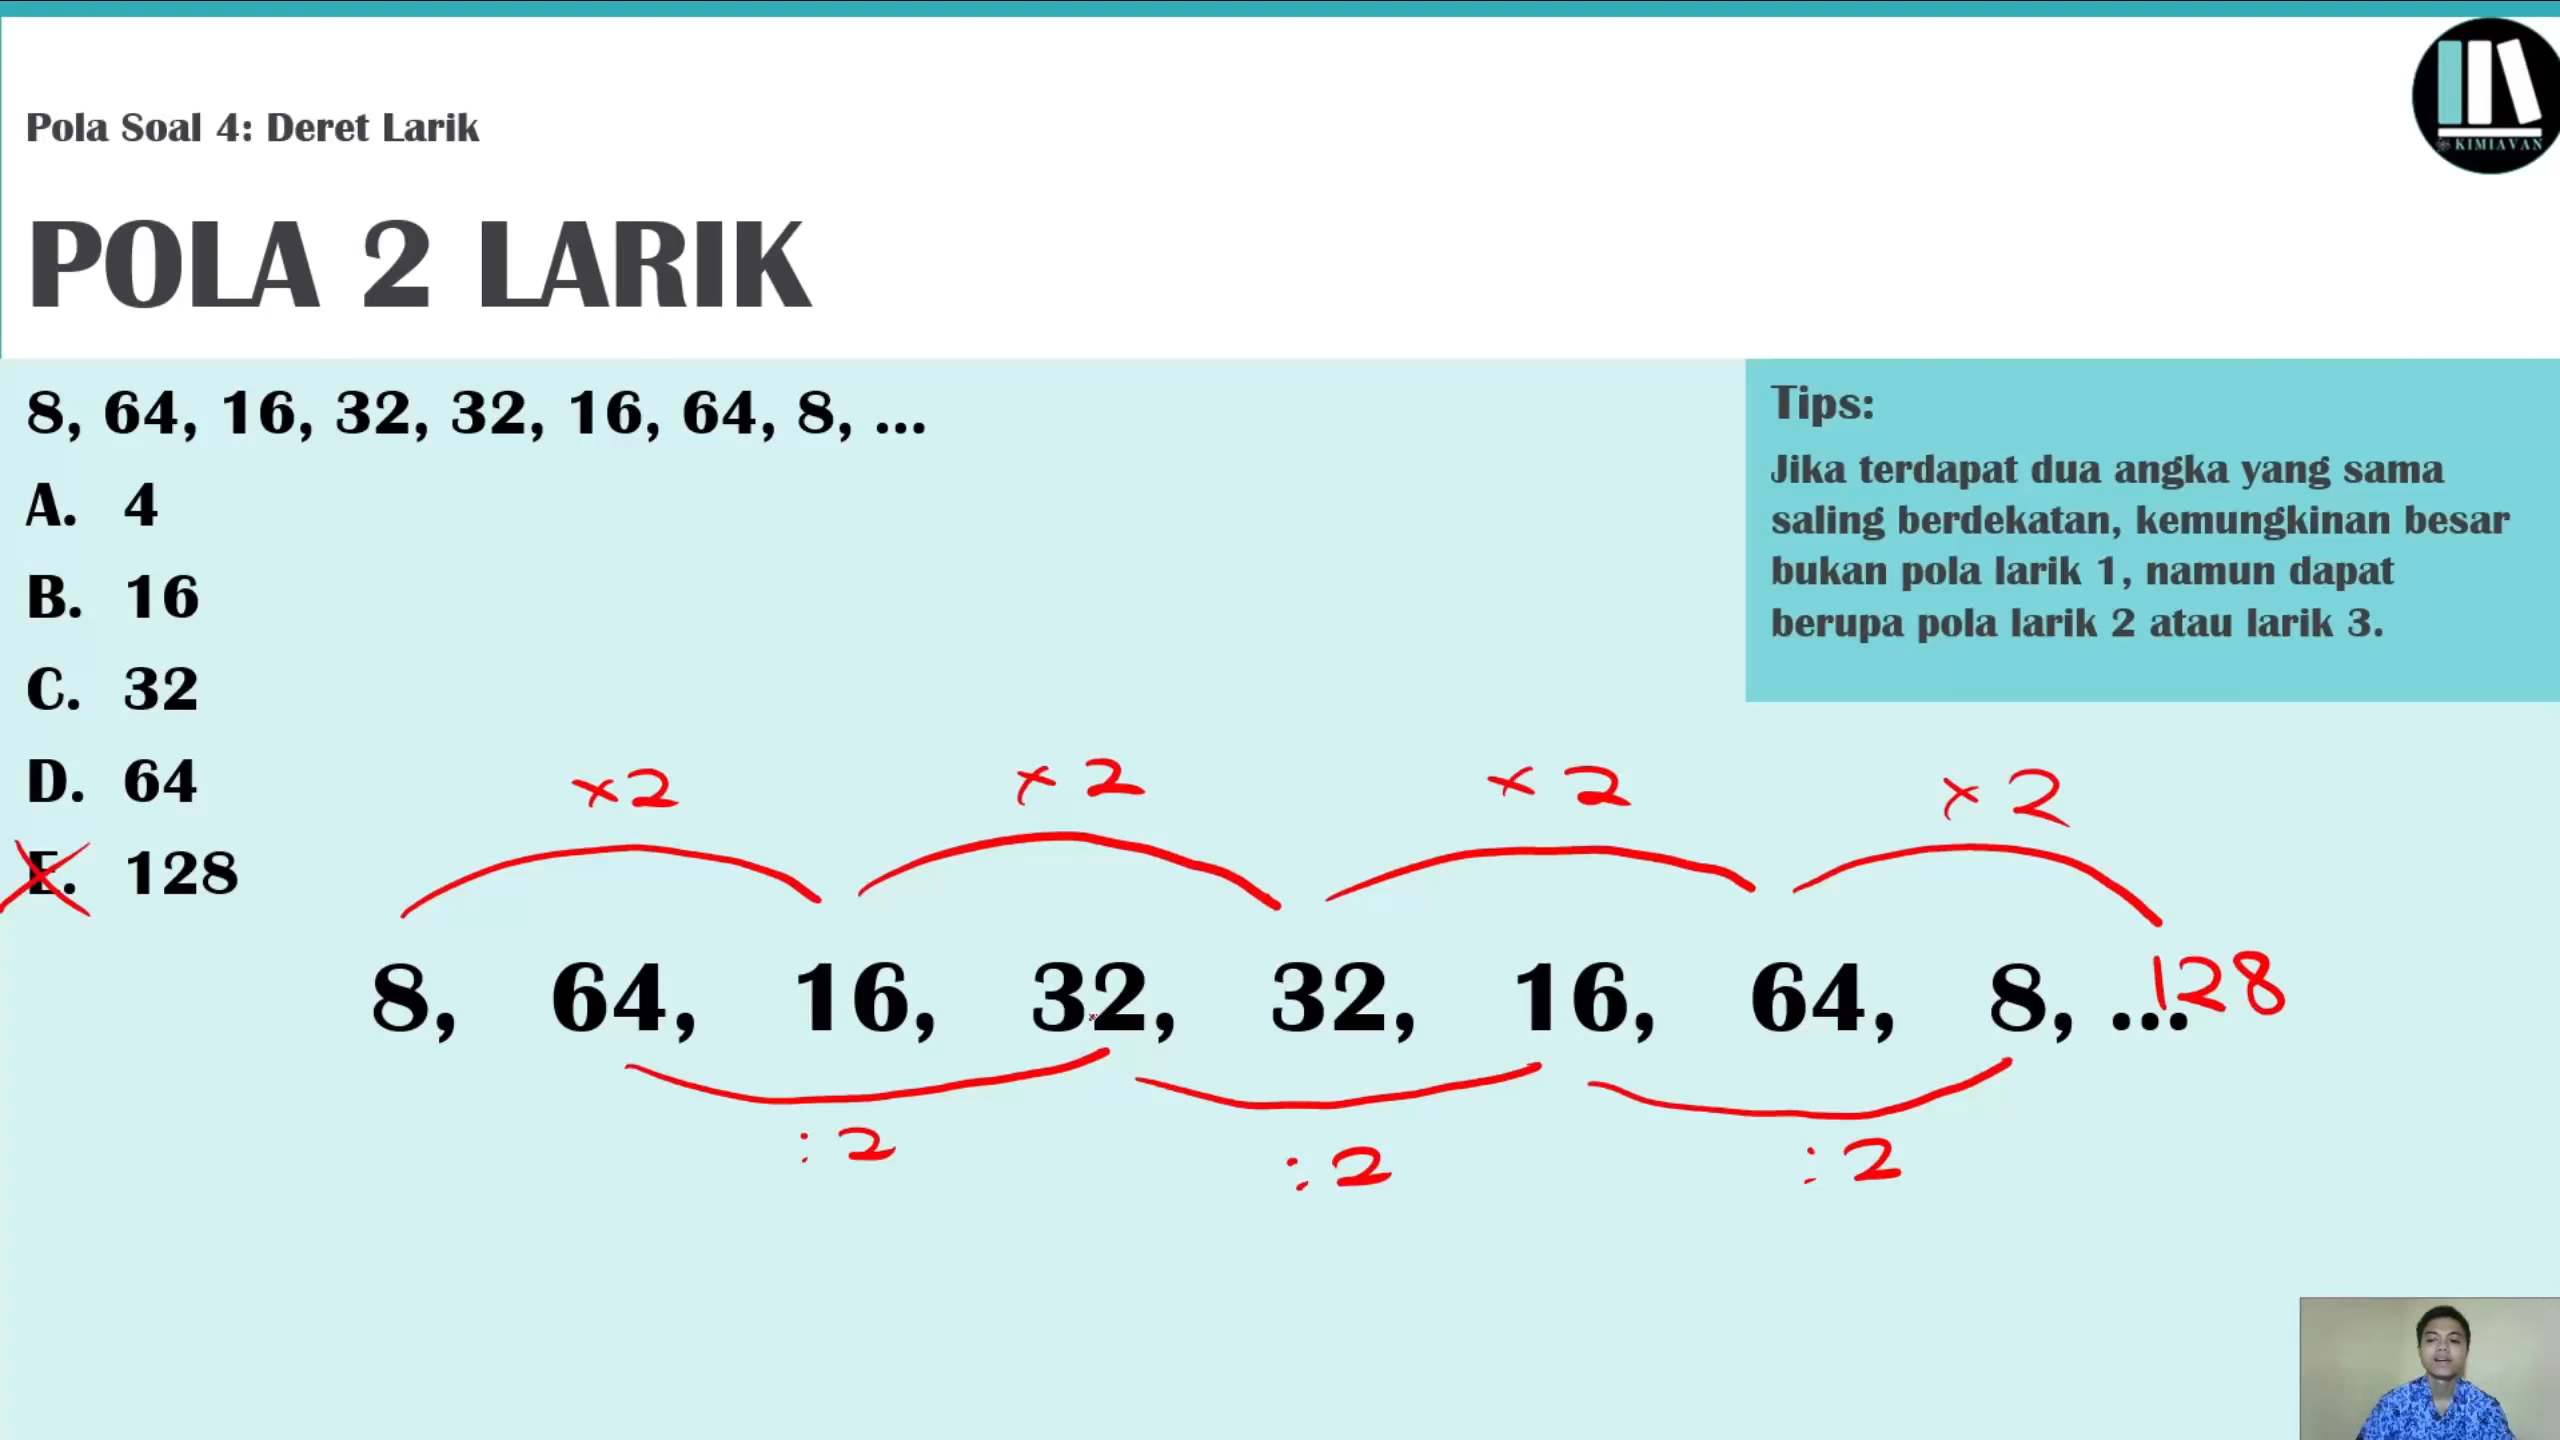 KIMIAVAN
Pola Soal 4: Deret Larik
POLA 2 LARIK
8, 64, 16, 32, 32, 16, 64, 8, ...
A. 4
B. 16
C. 32
D. 64
E. 128
Tips:
Jika terdapat dua angka yang sama
saling berdekatan, kemungkinan besar
bukan pola larik 1, namun dapat
berupa pola larik 2 atau larik 3.
×2 ×2 ×2 ×2
8, 64, 16, 32, 32, 16, 64, 8, ... 128
:2 :2 :2